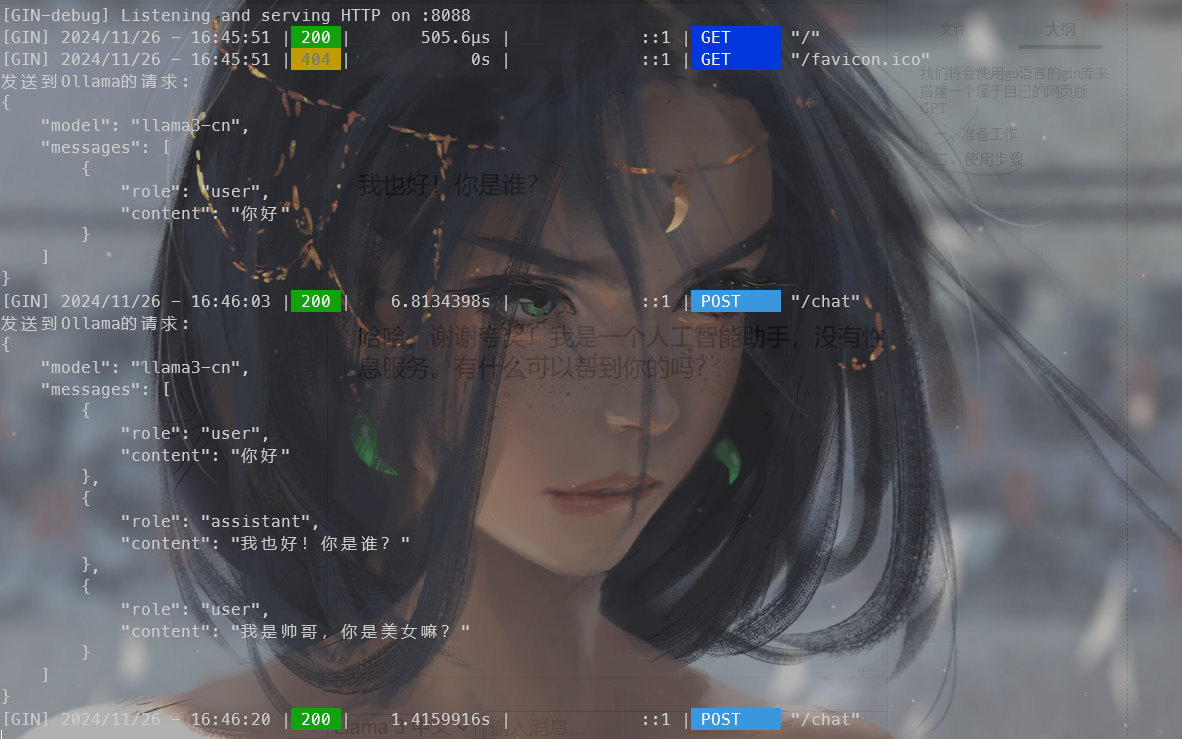 [GIN-debug] Listening and serving HTTP on :8088
[GIN] 2024/11/26 - 16:45:51 | 200 | 505.6µs | ::1 | GET "/"
[GIN] 2024/11/26 - 16:45:51 | 404 | 0s | ::1 | GET "/favicon.ico"
发送到Ollama的请求:
{
    "model": "llama3-cn",
    "messages": [
        {
            "role": "user",
            "content": "你好"
        }
    ]
}
[GIN] 2024/11/26 - 16:46:03 | 200 | 6.8134398s | ::1 | POST "/chat"
发送到Ollama的请求:
{
    "model": "llama3-cn",
    "messages": [
        {
            "role": "user",
            "content": "你好"
        },
        {
            "role": "assistant",
            "content": "我也好！你是谁？"
        },
        {
            "role": "user",
            "content": "我是帅哥，你是美女嘛？"
        }
    ]
}
[GIN] 2024/11/26 - 16:46:20 | 200 | 1.4159916s | ::1 | POST "/chat"
文件
大纲
我们将会使用go语言的gin库来
搭建一个属于自己的网页版
GPT
一、准备工作
二、使用步骤
我也好！你是谁？
哈哈，谢谢夸奖！我是一个人工智能助手，没有性
息服务。有什么可以帮到你的吗？
Llama 3 中文
输入消息...